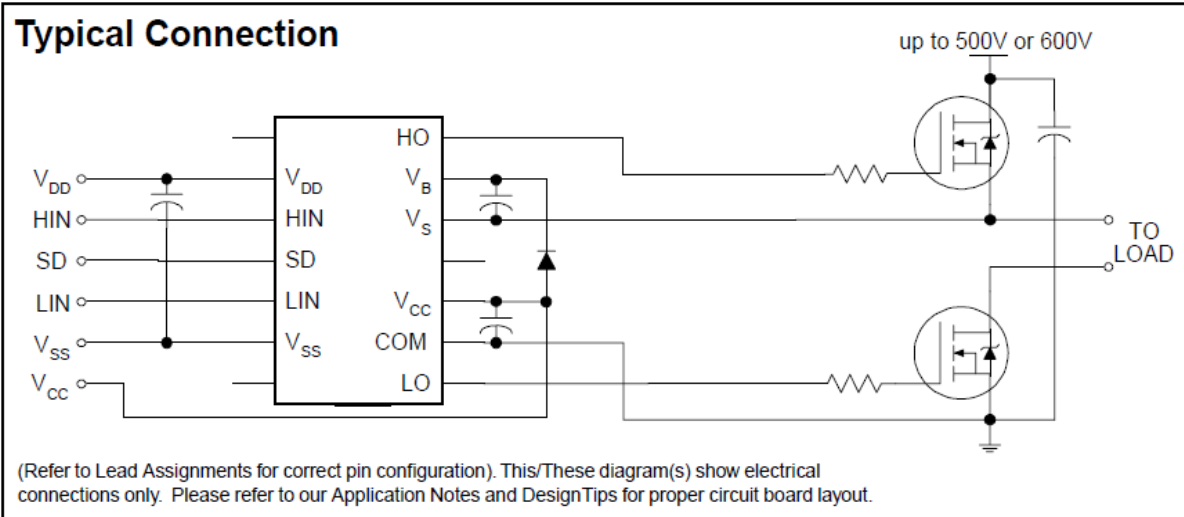 Typical Connection
up to 500V or 600V
HO
VDD VDD VB
HIN HIN VS
TO
SD SD LOAD
LIN LIN VCC
VSS VSS COM
VCC LO
(Refer to Lead Assignments for correct pin configuration). This/These diagram(s) show electrical
connections only. Please refer to our Application Notes and DesignTips for proper circuit board layout.